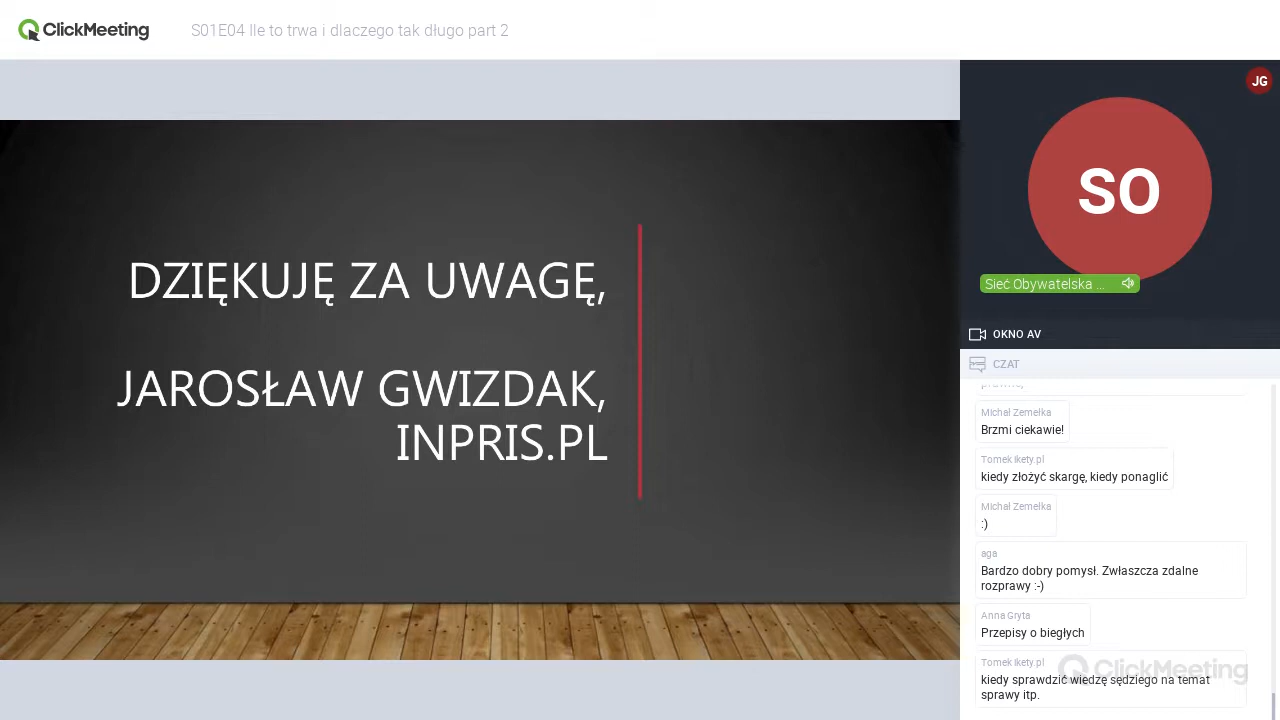 ClickMeeting
S01E04 Ile to trwa i dlaczego tak długo part 2
DZIĘKUJĘ ZA UWAGĘ,
JAROSŁAW GWIZDAK,
INPRIS.PL
JG
SO
Sieć Obywatelska ...
OKNO AV
CZAT
Michał Zemełka
Brzmi ciekawie!
Tomek Ikety.pl
kiedy złożyć skargę, kiedy ponaglić
Michał Zemełka
:)
aga
Bardzo dobry pomysł. Zwłaszcza zdalne
rozprawy :-)
Anna Gryta
Przepisy o biegłych
Tomek Ikety.pl
kiedy sprawdzić wiedzę sędziego na temat
sprawy itp.
ClickMeeting